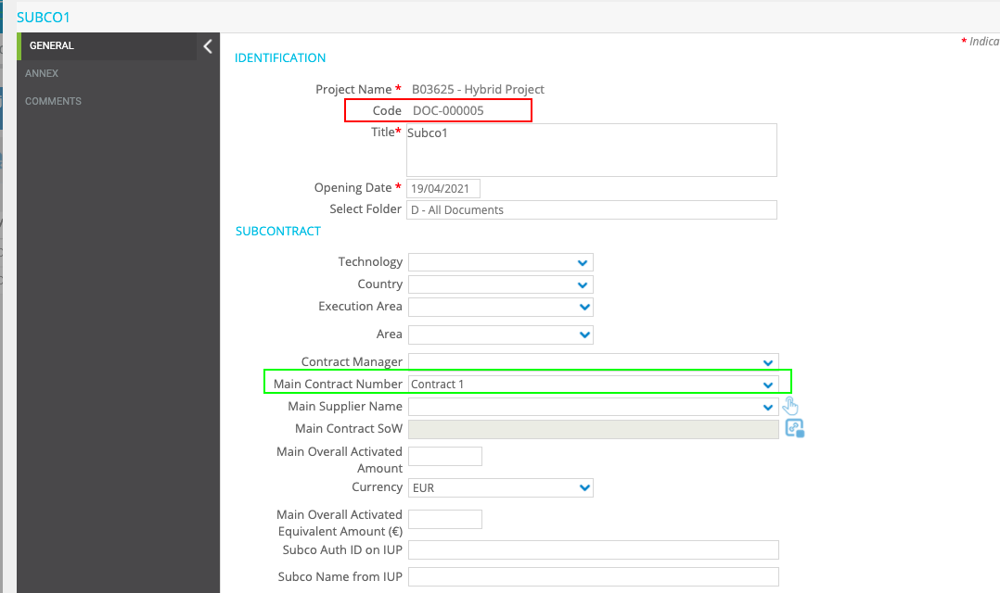 SUBCO1
GENERAL
* Indica
ANNEX
COMMENTS
IDENTIFICATION
Project Name * B03625 - Hybrid Project
Code DOC-000005
Title* Subco1
Opening Date * 19/04/2021
Select Folder D - All Documents
SUBCONTRACT
Technology
Country
Execution Area
Area
Contract Manager
Main Contract Number Contract 1
Main Supplier Name
Main Contract SoW
Main Overall Activated
Amount
Currency EUR
Main Overall Activated
Equivalent Amount (€)
Subco Auth ID on IUP
Subco Name from IUP